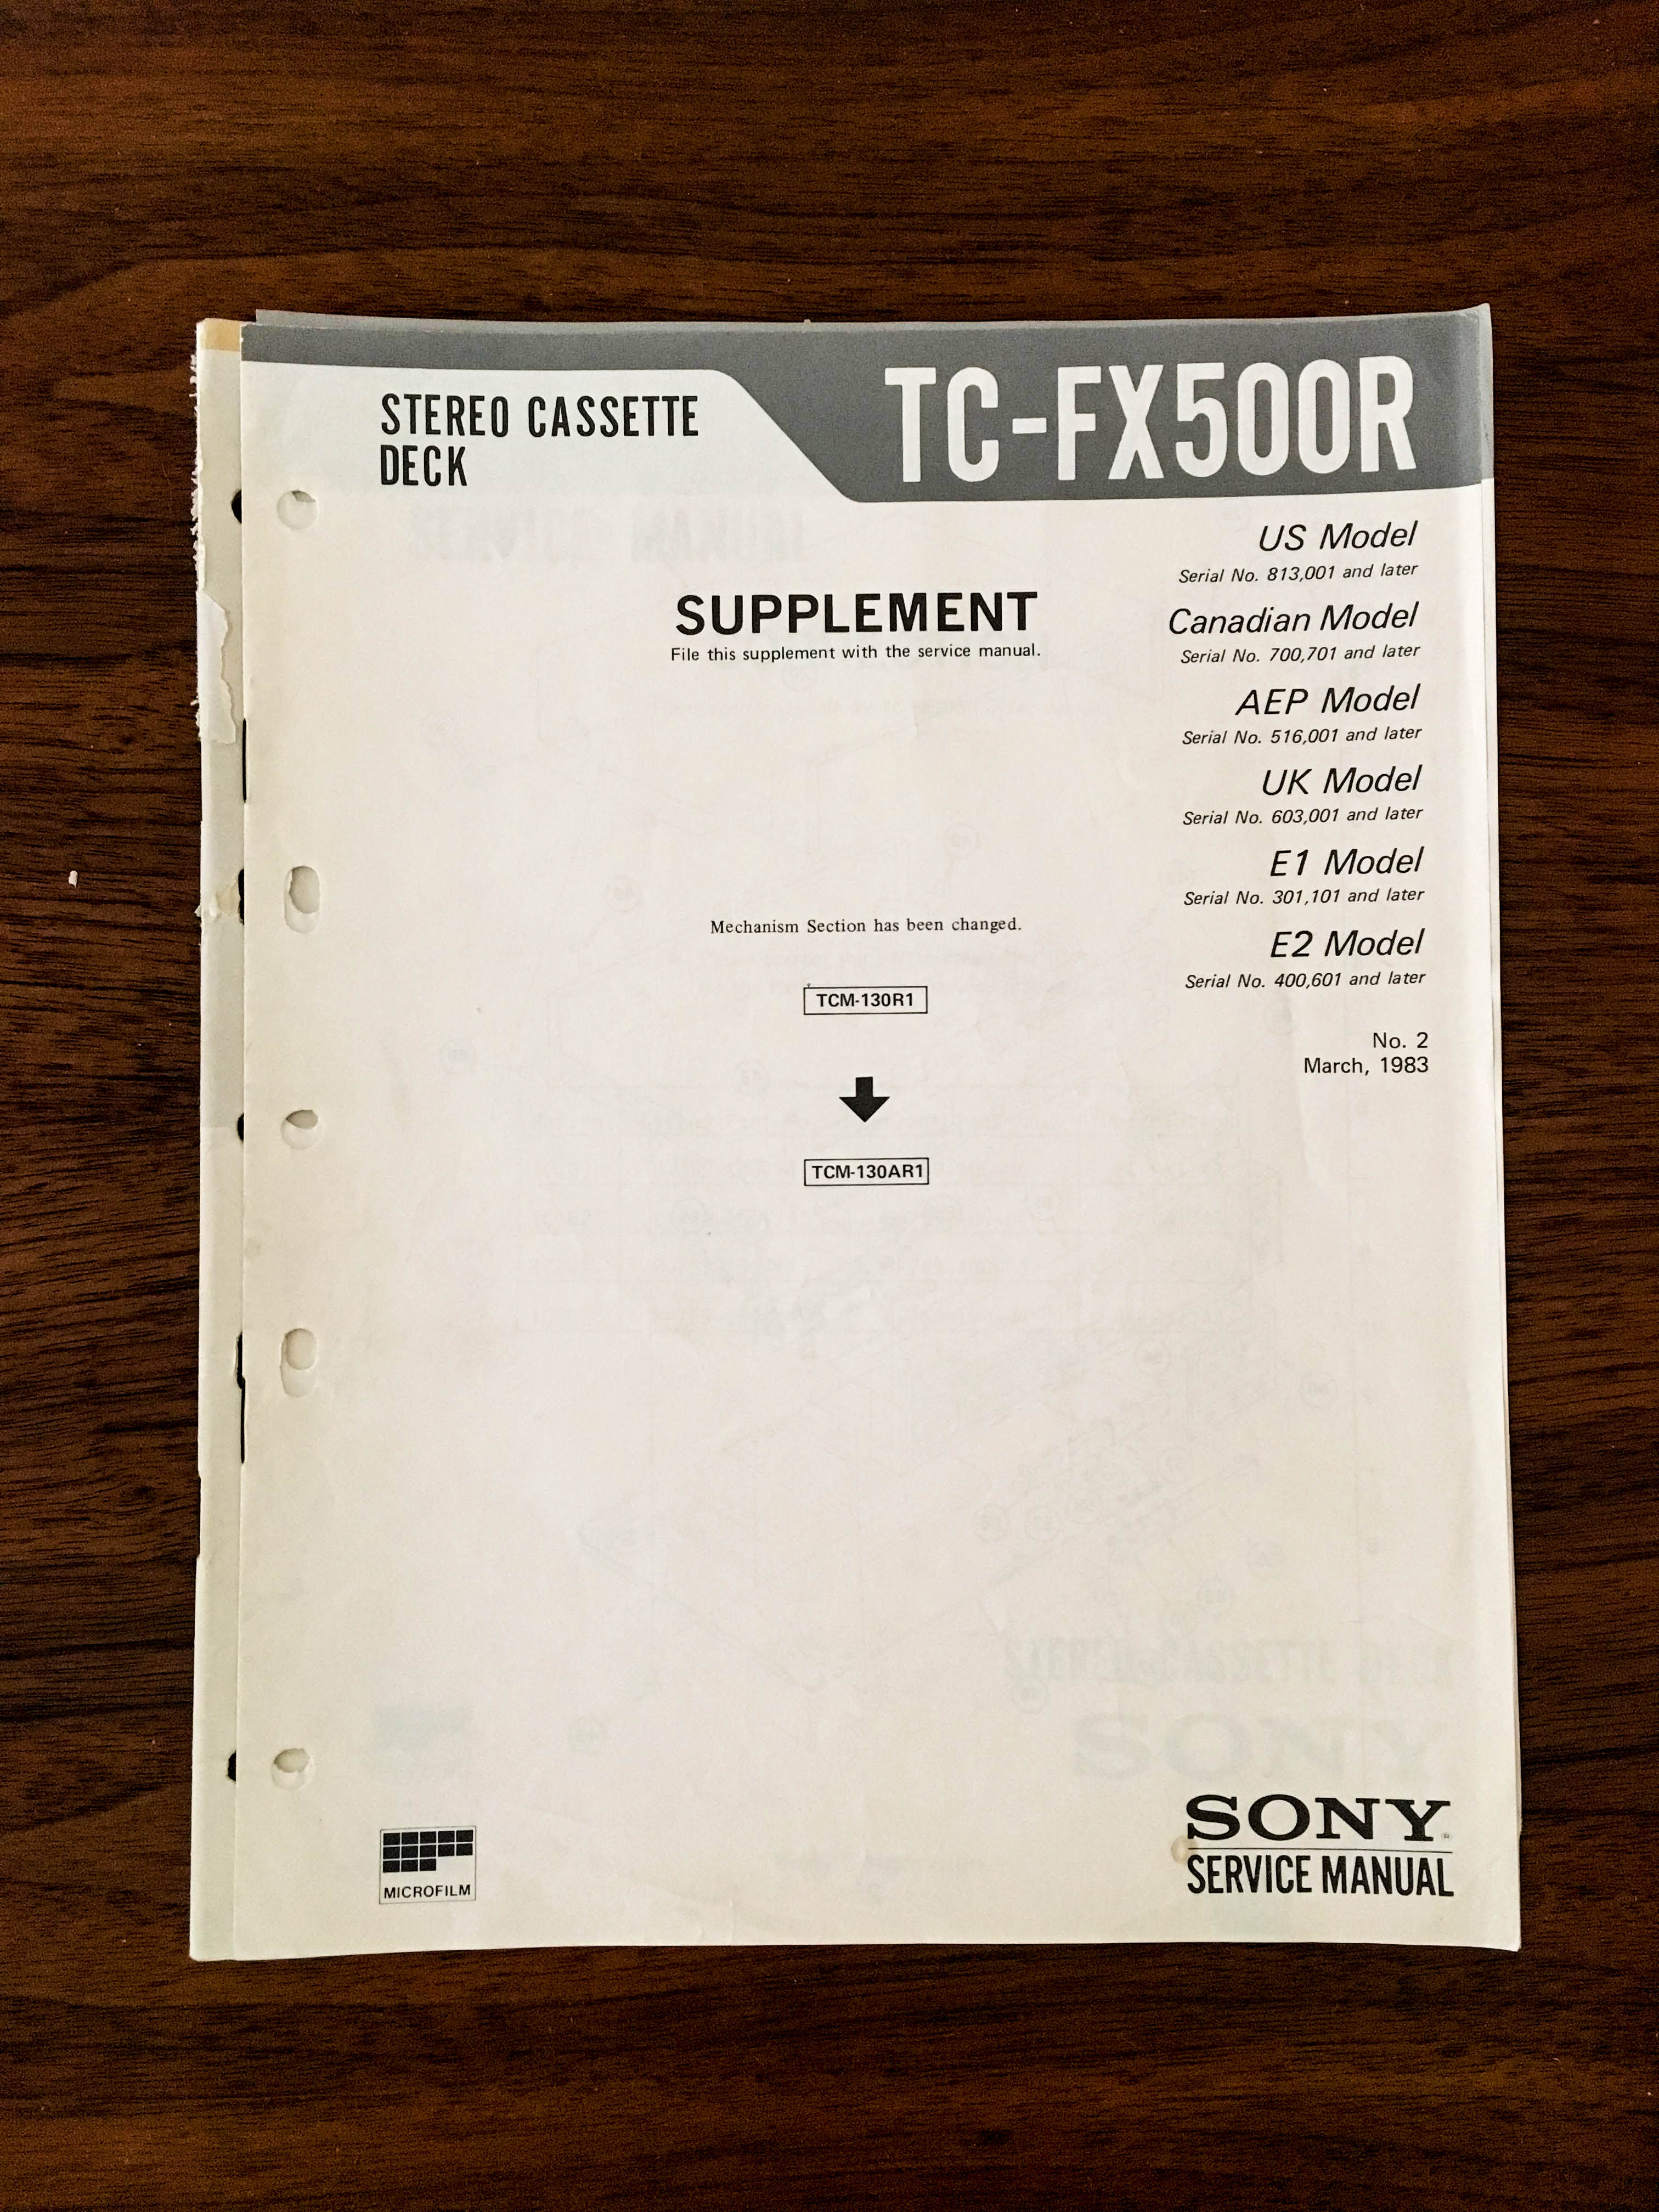 STEREO CASSETTE
DECK
TC-FX500R
US Model
Serial No. 813,001 and later
Canadian Model
Serial No. 700,701 and later
AEP Model
Serial No. 516,001 and later
UK Model
Serial No. 603,001 and later
E1 Model
Serial No. 301,101 and later
E2 Model
Serial No. 400,601 and later
No. 2
March, 1983
SUPPLEMENT
File this supplement with the service manual.
Mechanism Section has been changed.
TCM-130R1
TCM-130AR1
MICROFILM
SONY®
SERVICE MANUAL